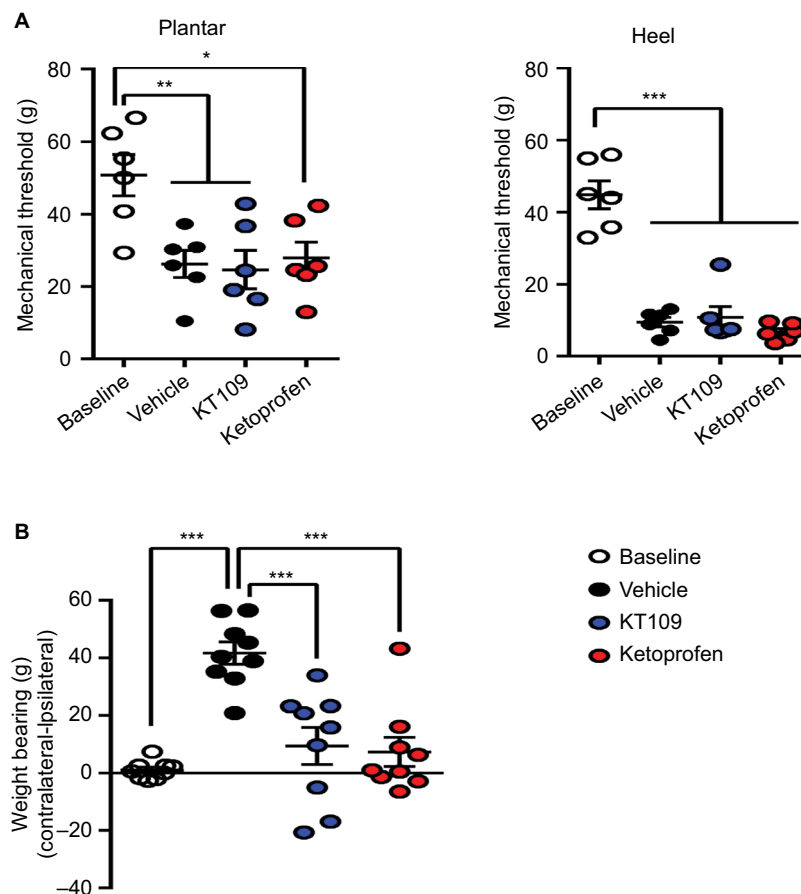 A
Plantar
Heel
Mechanical threshold (g)
80
60
40
20
0
*
**
Baseline
Vehicle
KT109
Ketoprofen
Mechanical threshold (g)
80
60
40
20
0
***
Baseline
Vehicle
KT109
Ketoprofen
B
Weight bearing (g)
(contralateral-Ipsilateral)
60
40
20
0
–20
–40
***
***
***
Baseline
Vehicle
KT109
Ketoprofen